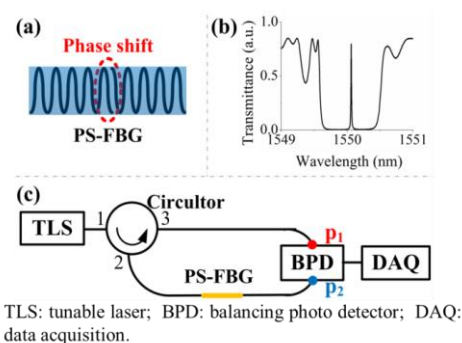 (a)
Phase shift
PS-FBG
(b)
Transmittance (a.u.)
1.0
0.5
0.0
1549
1550
1551
Wavelength (nm)
(c)
Circultor
TLS
1
3
2
PS-FBG
p1
BPD
p2
DAQ
TLS: tunable laser; BPD: balancing photo detector; DAQ:
data acquisition.